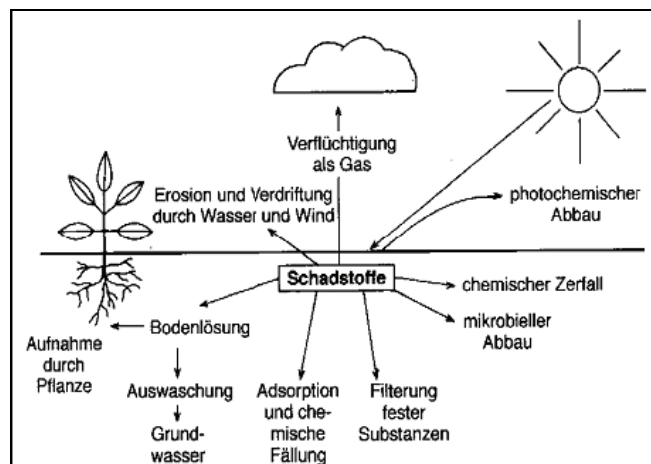 Verflüchtigung
als Gas
Erosion und Verdriftung
durch Wasser und Wind
photochemischer
Abbau
Schadstoffe
chemischer Zerfall
mikrobieller
Abbau
Bodenlösung
Aufnahme
durch
Pflanze
Auswaschung
Grund-
wasser
Adsorption
und che-
mische
Fällung
Filterung
fester
Substanzen